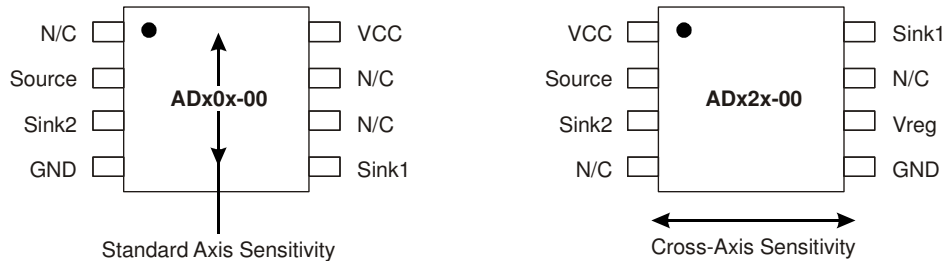 N/C
VCC
Source
ADx0x-00
N/C
Sink2
N/C
GND
Sink1
Standard Axis Sensitivity
VCC
Sink1
Source
ADx2x-00
N/C
Sink2
Vreg
N/C
GND
Cross-Axis Sensitivity